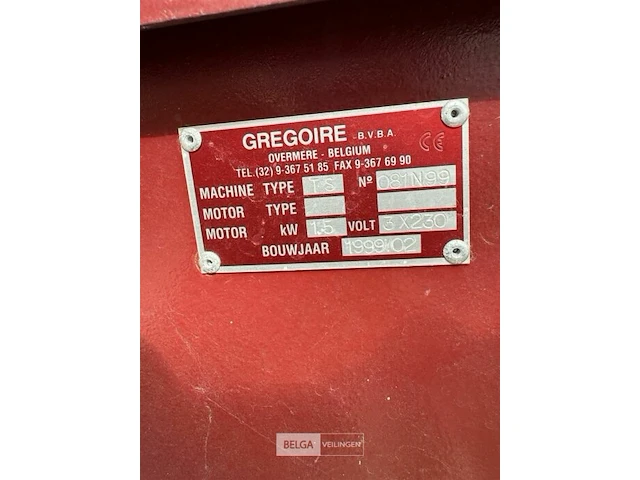 GREGOIRE - B.V.B.A. CE
OVERMERE - BELGIUM
TEL.(32) 9-367 51 85 FAX 9-367 69 90
MACHINE TYPE T5 Nº 081N99
MOTOR TYPE
MOTOR kW 1.5 VOLT 3X230
BOUWJAAR 1999/02
BELGA VEILINGEN